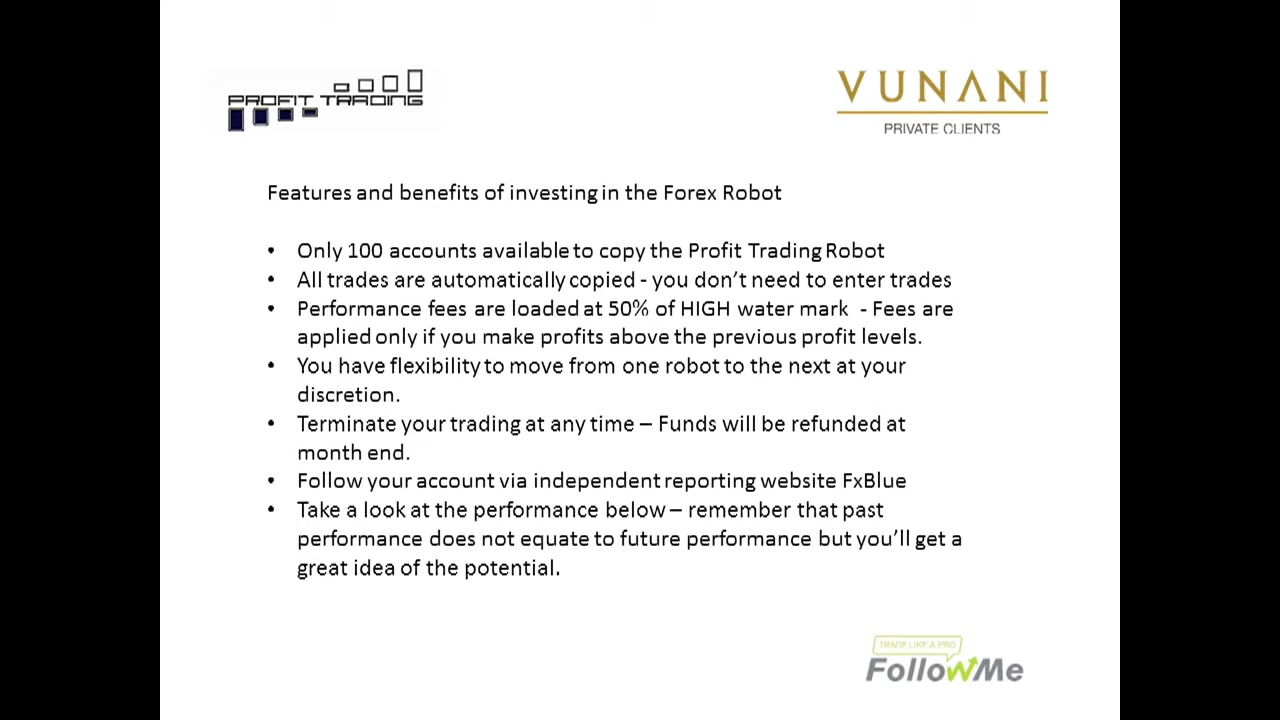 PROFIT TRADING
VUNANI
PRIVATE CLIENTS
Features and benefits of investing in the Forex Robot
• Only 100 accounts available to copy the Profit Trading Robot
• All trades are automatically copied - you don’t need to enter trades
• Performance fees are loaded at 50% of HIGH water mark - Fees are
applied only if you make profits above the previous profit levels.
• You have flexibility to move from one robot to the next at your
discretion.
• Terminate your trading at any time – Funds will be refunded at
month end.
• Follow your account via independent reporting website FxBlue
• Take a look at the performance below – remember that past
performance does not equate to future performance but you’ll get a
great idea of the potential.
TRADE LIKE A PRO
FollowMe